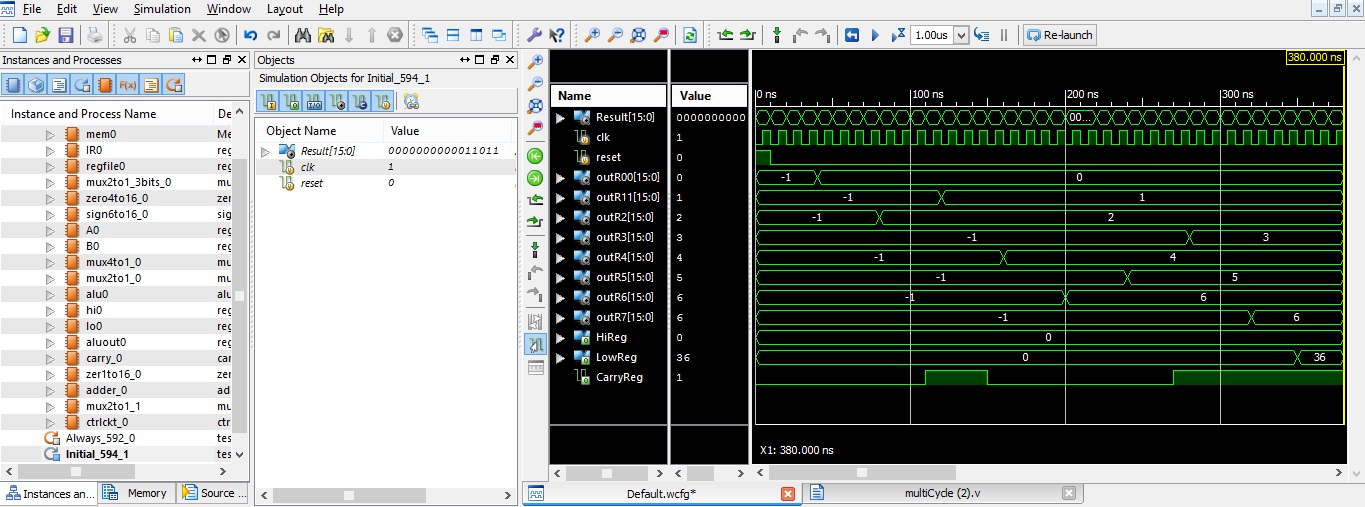 File Edit View Simulation Window Layout Help
1.00us Re-launch
Instances and Processes
Instance and Process Name De
mem0 Me
IR0 reg
regfile0 reg
mux2to1_3bits_0 mu
zero4to16_0 zer
sign6to16_0 sig
A0 reg
B0 reg
mux4to1_0 mu
mux2to1_0 mu
alu0 alu
hi0 reg
lo0 reg
aluout0 reg
carry_0 car
zer1to16_0 zer
adder_0 ad
mux2to1_1 mu
ctrlckt_0 ctr
Always_592_0 tes
Initial_594_1 tes
Instances an... Memory Source ...
Objects
Simulation Objects for Initial_594_1
Object Name Value
Result[15:0] 0000000000011011
clk 1
reset 0
Name Value
Result[15:0] 0000000000
clk 1
reset 0
outR00[15:0] 0
outR11[15:0] 1
outR2[15:0] 2
outR3[15:0] 3
outR4[15:0] 4
outR5[15:0] 5
outR6[15:0] 6
outR7[15:0] 6
HiReg 0
LowReg 36
CarryReg 1
380.000 ns
0 ns 100 ns 200 ns 300 ns
00...
-1 0
-1 1
-1 2
-1 3
-1 4
-1 5
-1 6
-1 6
0
0 36
X1: 380.000 ns
Default.wcfg* multiCycle (2).v